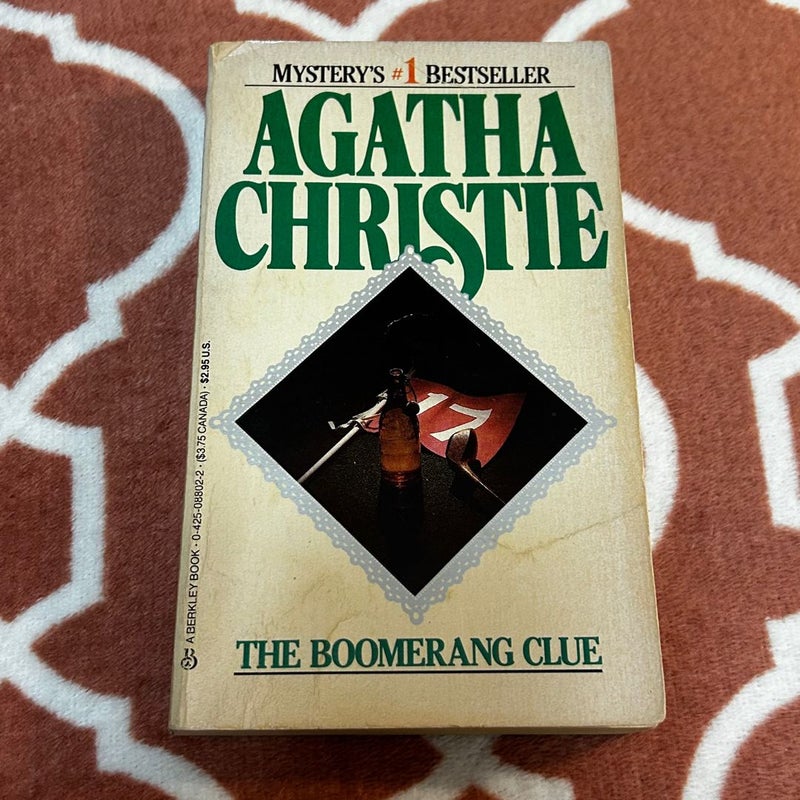 MYSTERY'S #1 BESTSELLER
AGATHA
CHRISTIE
17
THE BOOMERANG CLUE
A BERKLEY BOOK • 0-425-08802-2 • ($3.75 CANADA) • $2.95 U.S.